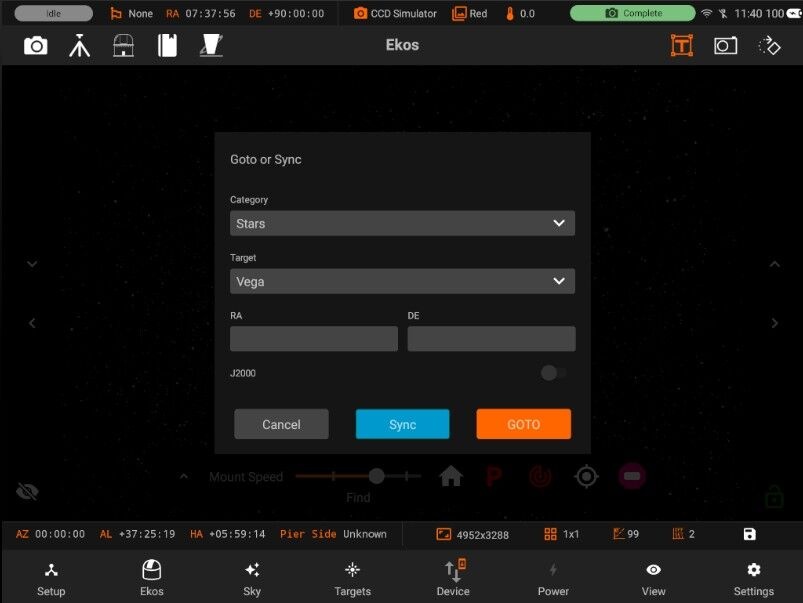 Idle None RA 07:37:56 DE +90:00:00 CCD Simulator Red 0.0 Complete 11:40 100
T Ekos
Goto or Sync
Category
Stars
Target
Vega
RA DE
J2000
Cancel Sync GOTO
Mount Speed P
Find
AZ 00:00:00 AL +37:25:19 HA +05:59:14 Pier Side Unknown 4952x3288 1x1 99 2
Setup Ekos Sky Targets Device Power View Settings